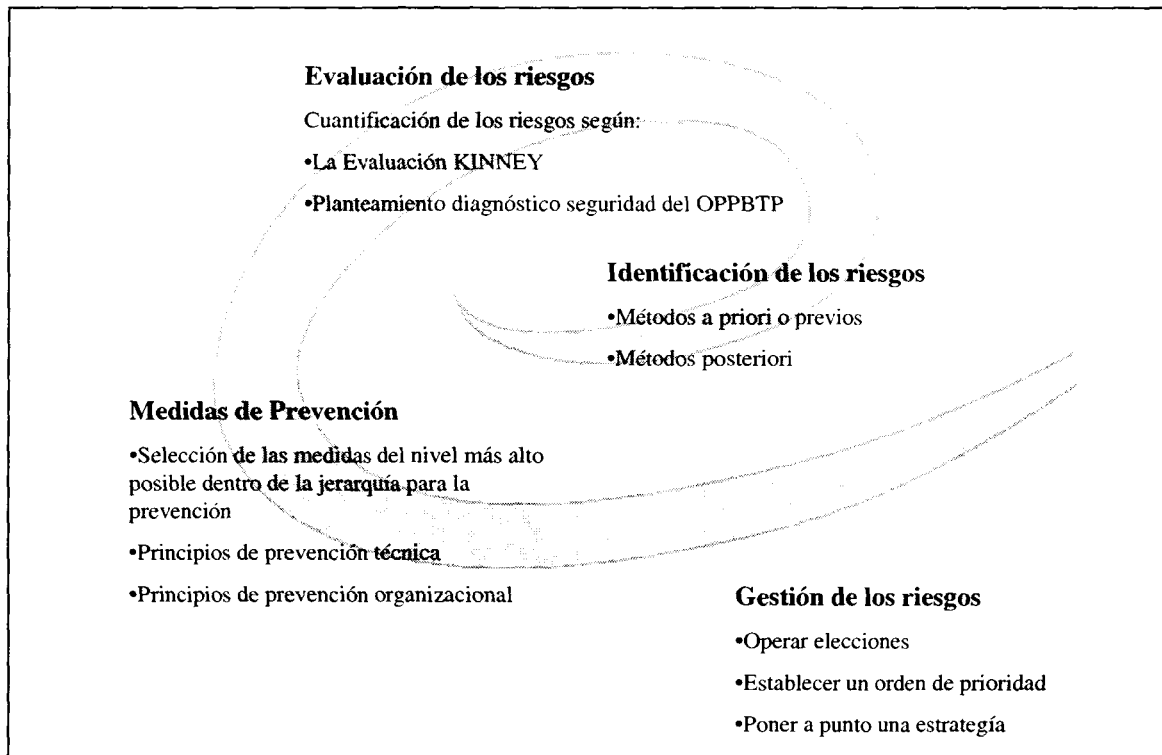 Evaluación de los riesgos
Cuantificación de los riesgos según:
•La Evaluación KINNEY
•Planteamiento diagnóstico seguridad del OPPBTP
Identificación de los riesgos
•Métodos a priori o previos
•Métodos posteriori
Medidas de Prevención
•Selección de las medidas del nivel más alto
posible dentro de la jerarquía para la
prevención
•Principios de prevención técnica
•Principios de prevención organizacional
Gestión de los riesgos
•Operar elecciones
•Establecer un orden de prioridad
•Poner a punto una estrategía